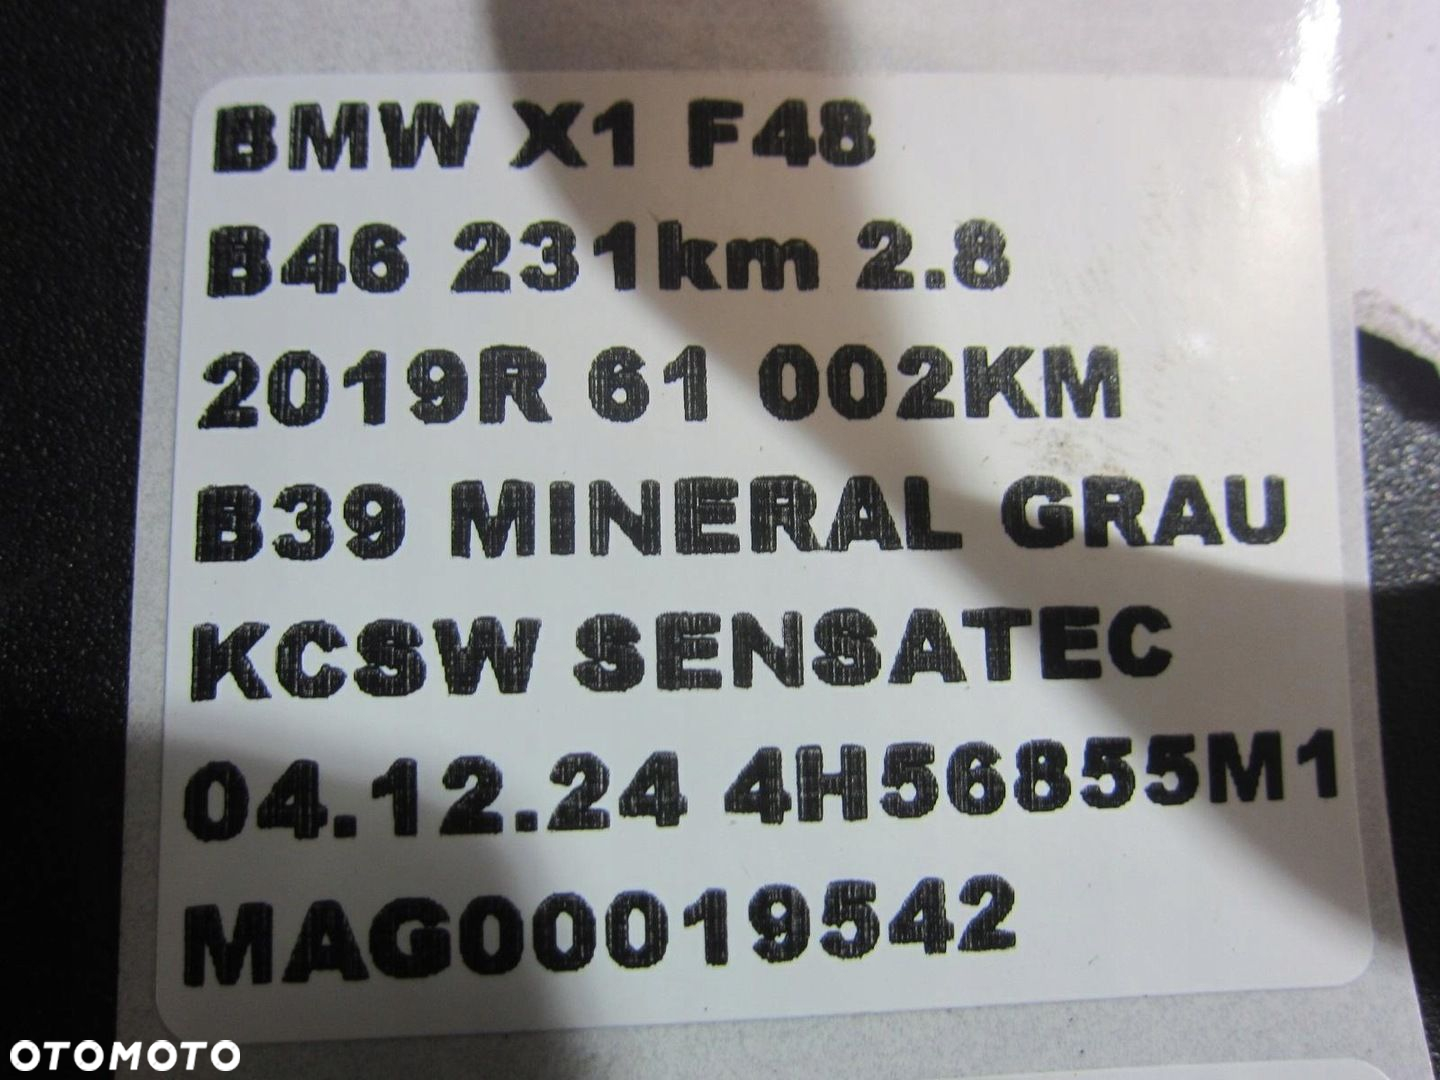 BMW X1 F48
B46 231km 2.8
2019R 61 002KM
B39 MINERAL GRAU
KCSW SENSATEC
04.12.24 4H56855M1
MAG00019542
OTOMOTO